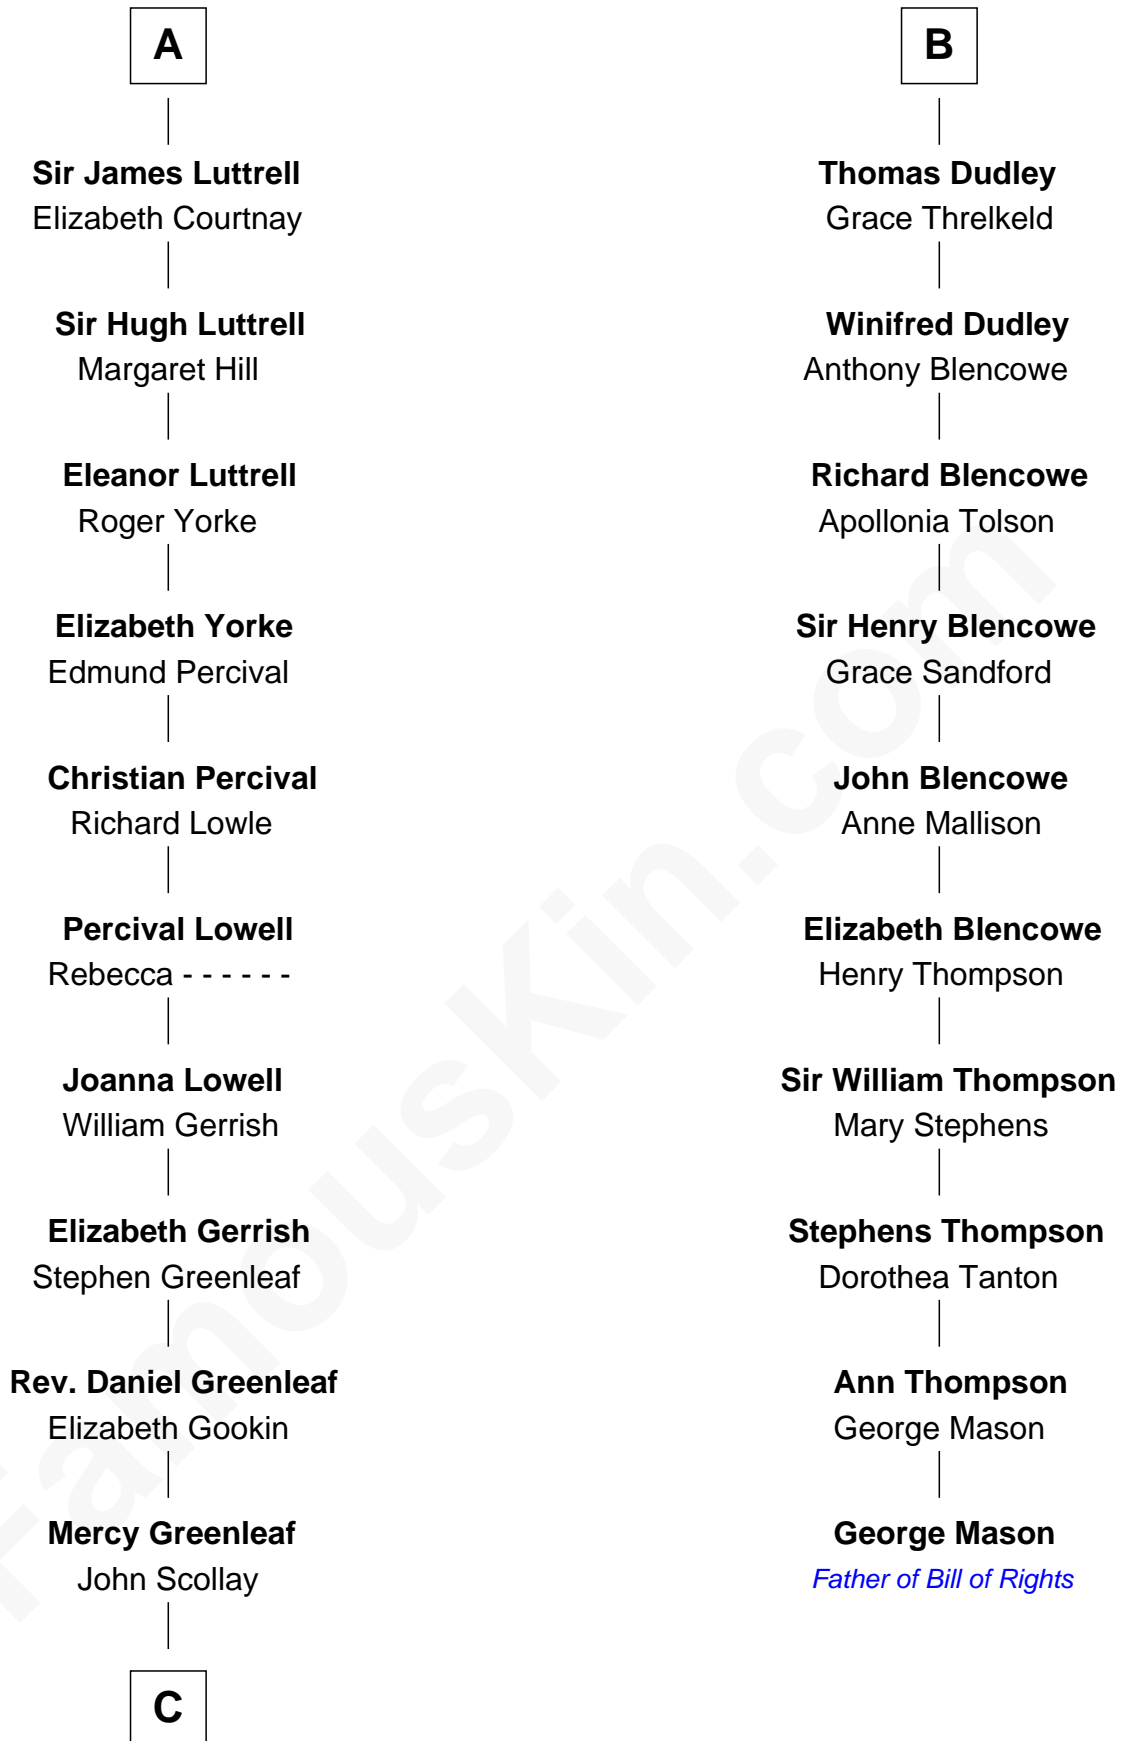 A
Sir James Luttrell
Elizabeth Courtnay
Sir Hugh Luttrell
Margaret Hill
Eleanor Luttrell
Roger Yorke
Elizabeth Yorke
Edmund Percival
Christian Percival
Richard Lowle
Percival Lowell
Rebecca - - - - - -
Joanna Lowell
William Gerrish
Elizabeth Gerrish
Stephen Greenleaf
Rev. Daniel Greenleaf
Elizabeth Gookin
Mercy Greenleaf
John Scollay
C
B
Thomas Dudley
Grace Threlkeld
Winifred Dudley
Anthony Blencowe
Richard Blencowe
Apollonia Tolson
Sir Henry Blencowe
Grace Sandford
John Blencowe
Anne Mallison
Elizabeth Blencowe
Henry Thompson
Sir William Thompson
Mary Stephens
Stephens Thompson
Dorothea Tanton
Ann Thompson
George Mason
George Mason
Father of Bill of Rights
FamousKin.com